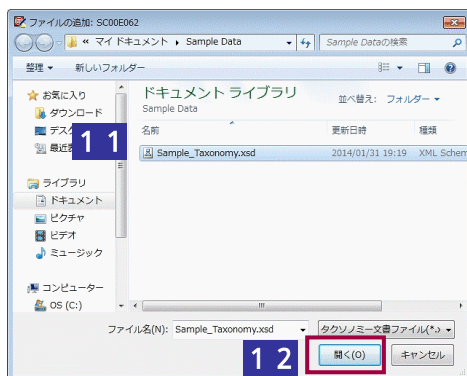 ファイルの追加: SC00E062
« マイ ドキュメント ▸ Sample Data
Sample Dataの検索
整理 ▼ 新しいフォルダー
お気に入り
ダウンロード
デスク
最近表
ライブラリ
ドキュメント
ピクチャ
ビデオ
ミュージック
コンピューター
OS (C:)
ドキュメント ライブラリ
Sample Data
並べ替え: フォルダー ▼
名前 更新日時 種類
Sample_Taxonomy.xsd 2014/01/31 19:19 XML Schem
11
ファイル名(N): Sample_Taxonomy.xsd タクソノミー文書ファイル(*.x
12
開く(O) キャンセル